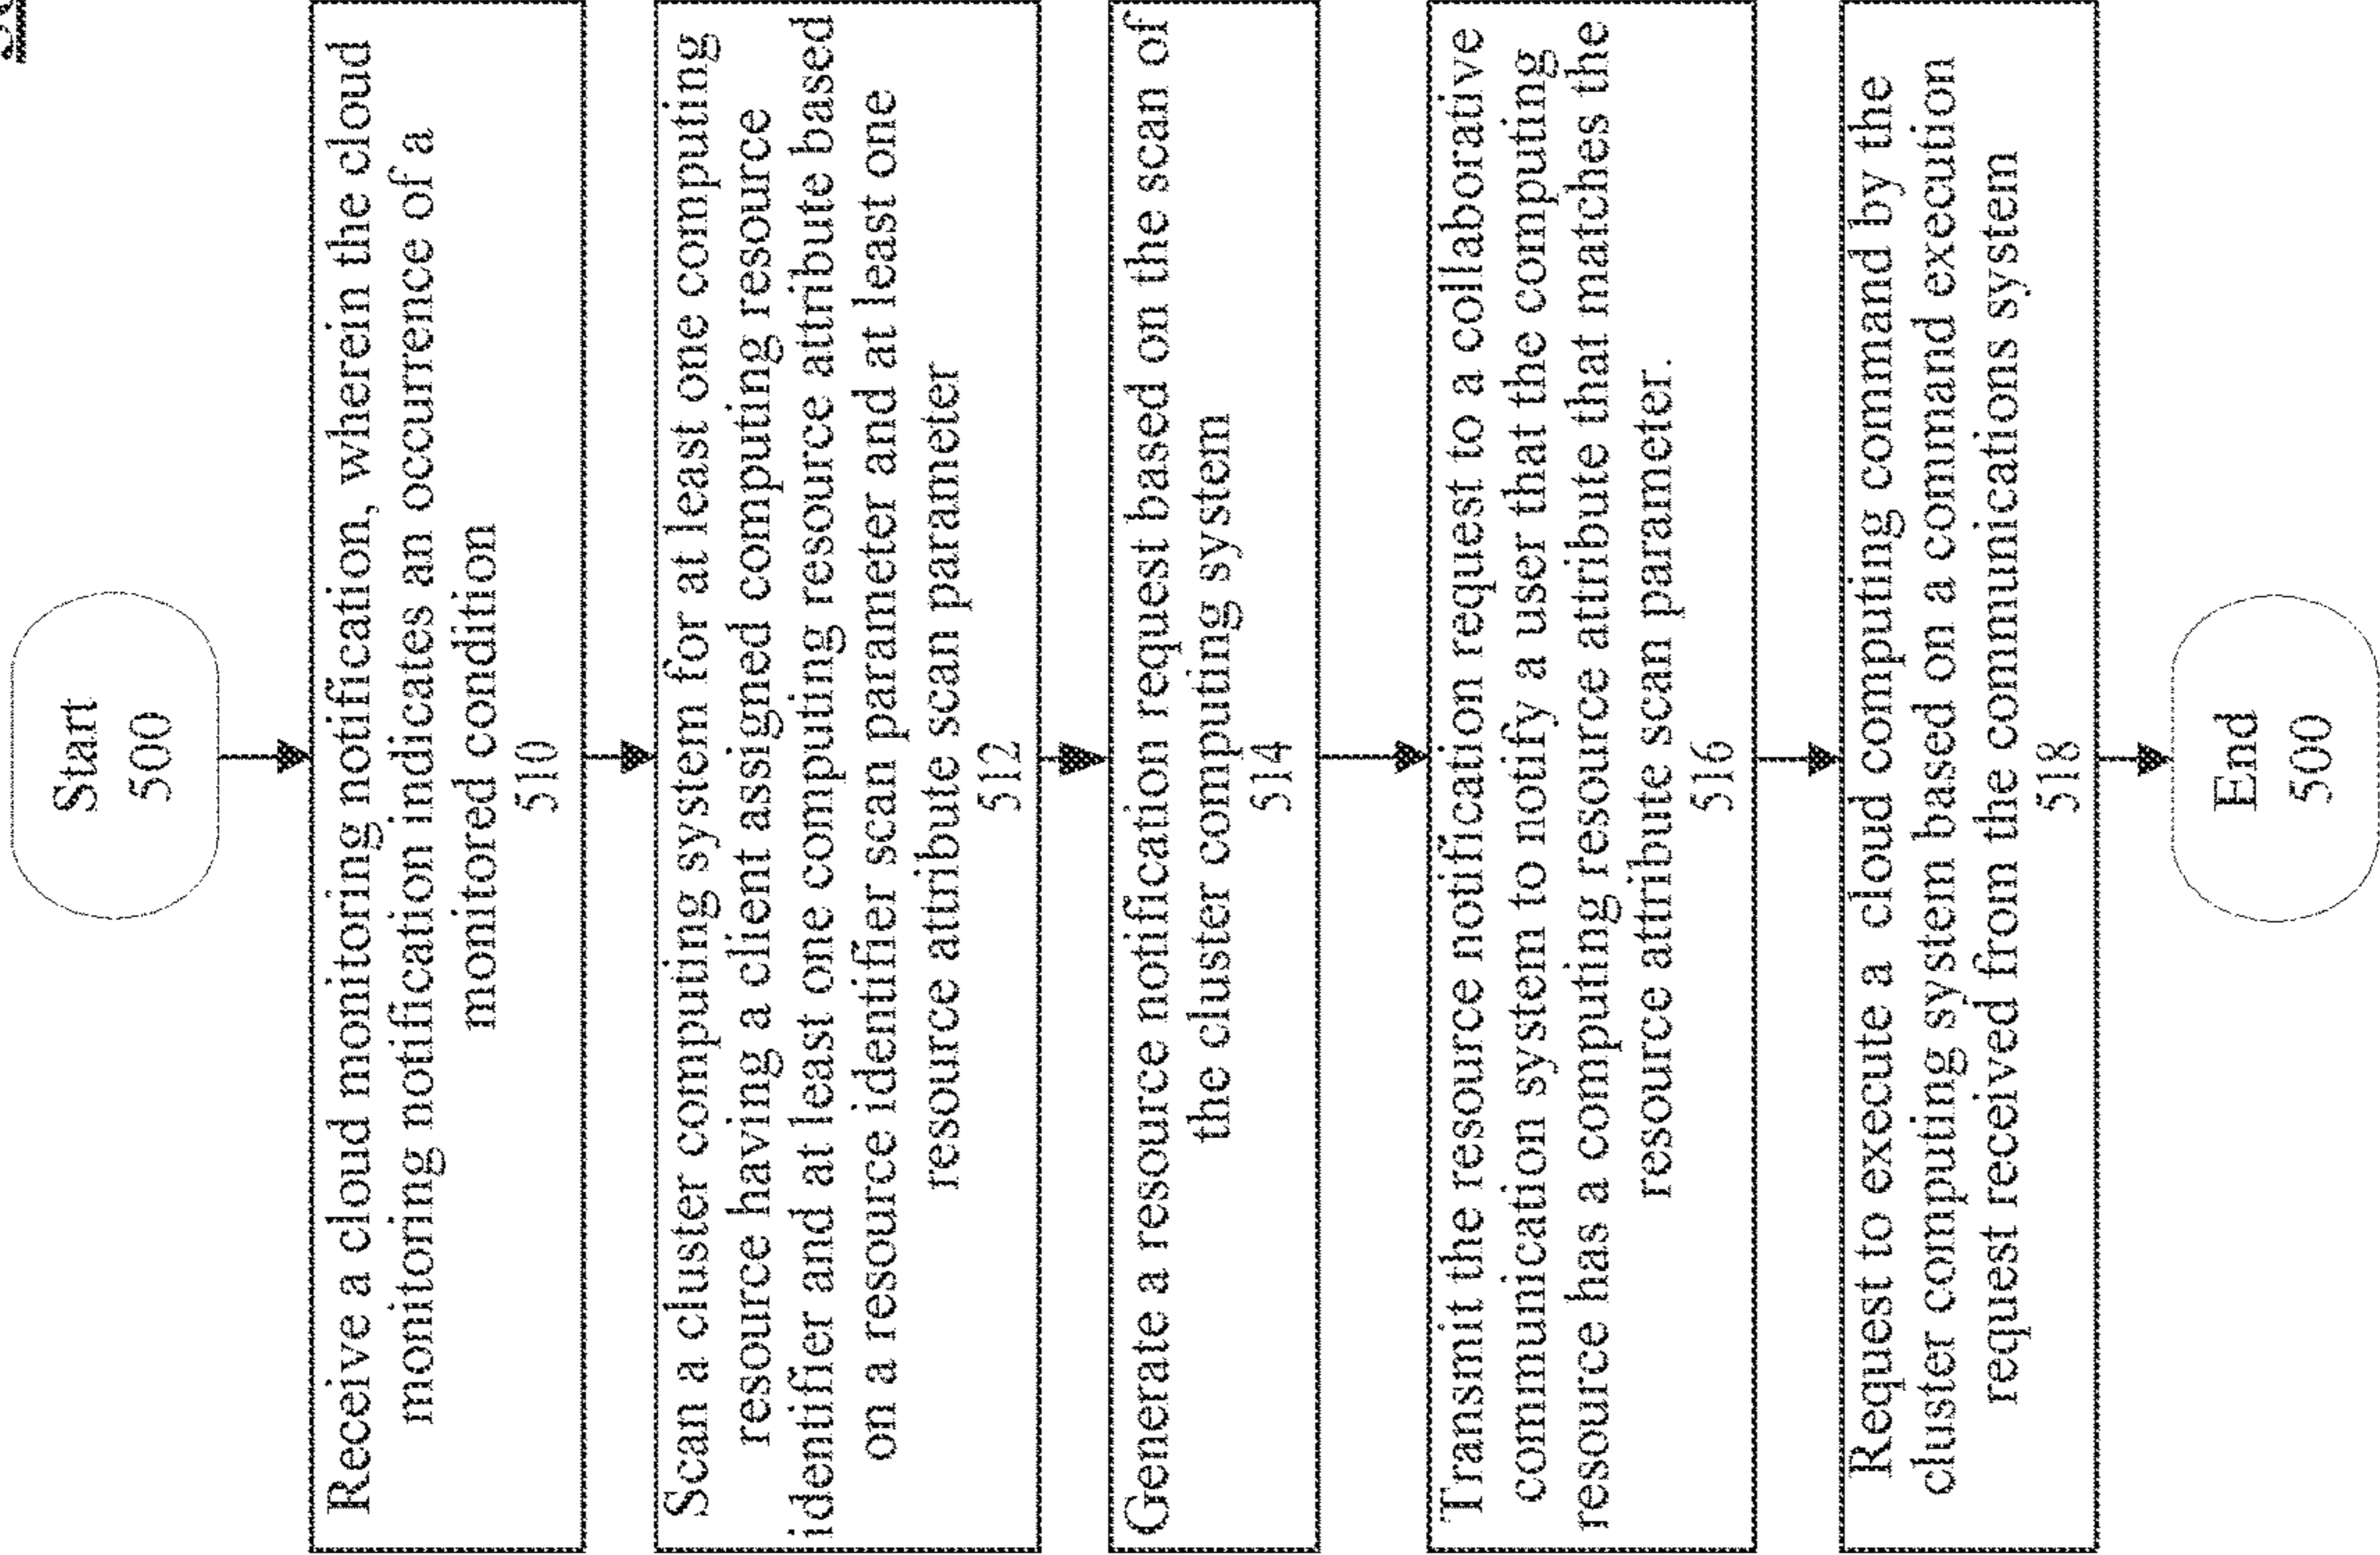 Start
500
Receive a cloud monitoring notification, wherein the cloud
monitoring notification indicates an occurrence of a
monitored condition
510
Scan a cluster computing system for at least one computing
resource having a client assigned computing resource
identifier and at least one computing resource attribute based
on a resource identifier scan parameter and at least one
resource attribute scan parameter
512
Generate a resource notification request based on the scan of
the cluster computing system
514
Transmit the resource notification request to a collaborative
communication system to notify a user that the computing
resource has a computing resource attribute that matches the
resource attribute scan parameter.
516
Request to execute a cloud computing command by the
cluster computing system based on a command execution
request received from the communications system
518
End
500